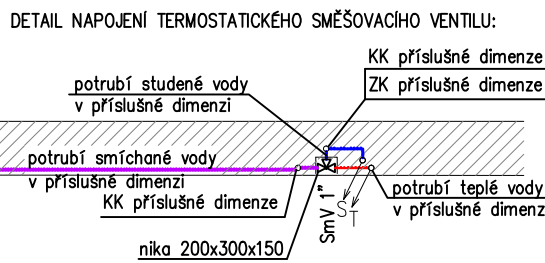 DETAIL NAPOJENÍ TERMOSTATICKÉHO SMĚŠOVACÍHO VENTILU:
KK příslušné dimenze
ZK příslušné dimenze
potrubí studené vody
v příslušné dimenzi
potrubí smíchané vody
v příslušné dimenzi
KK příslušné dimenze
SmV 1"
S
T
potrubí teplé vody
v příslušné dimenz
nika 200x300x150